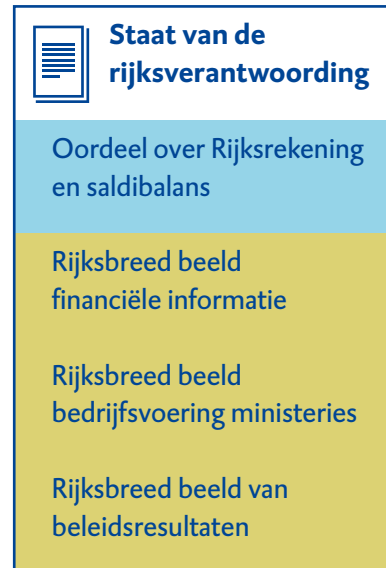 Staat van de
rijksverantwoording
Oordeel over Rijksrekening
en saldibalans
Rijksbreed beeld
financiële informatie
Rijksbreed beeld
bedrijfsvoering ministeries
Rijksbreed beeld van
beleidsresultaten